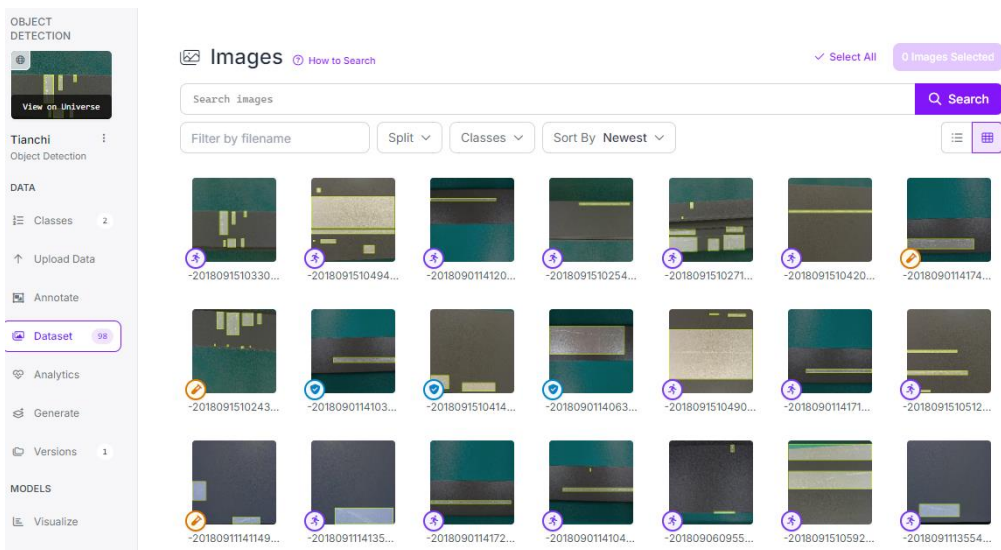 OBJECT
DETECTION
View on Universe
Tianchi
Object Detection
DATA
Classes 2
Upload Data
Annotate
Dataset 98
Analytics
Generate
Versions 1
MODELS
Visualize
Images How to Search
Select All
0 Images Selected
Search images
Search
Filter by filename
Split
Classes
Sort By Newest
-2018091510330...
-2018091510494...
-2018090114120...
-2018091510254...
-2018091510271...
-2018091510420...
-2018090114174...
-2018091510243...
-2018090114103...
-2018091510414...
-2018090114063...
-2018091510490...
-2018090114171...
-2018091510512...
-20180911141149...
-2018091114135...
-2018090114172...
-2018090114104...
-2018090609​55...
-2018091510592...
-2018091113554...